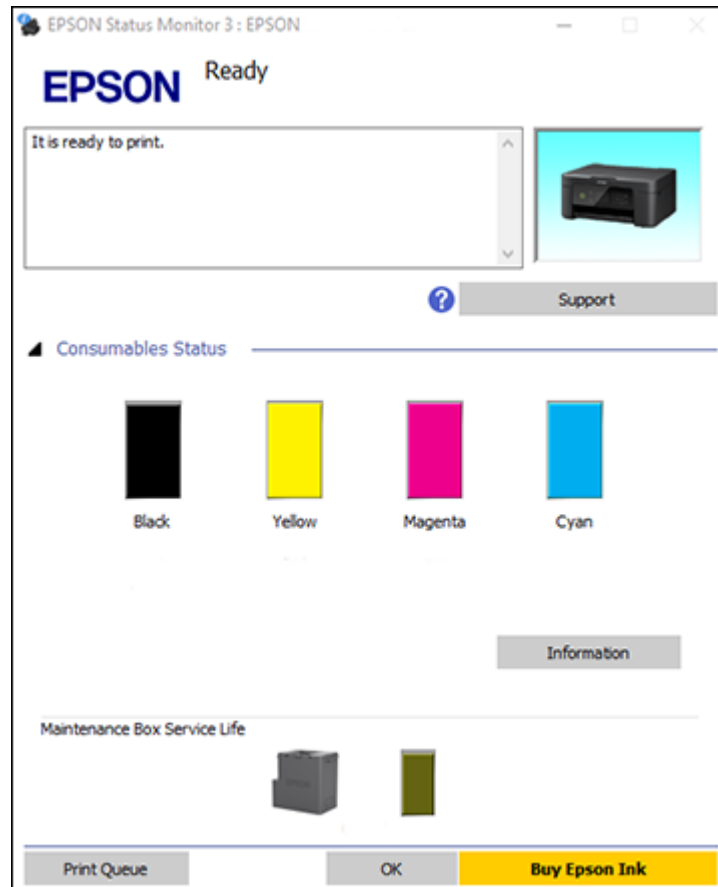 EPSON Status Monitor 3 : EPSON
EPSON
Ready
It is ready to print.
?
Support
Consumables Status
Black
Yellow
Magenta
Cyan
Information
Maintenance Box Service Life
EPSON
Print Queue
OK
Buy Epson Ink